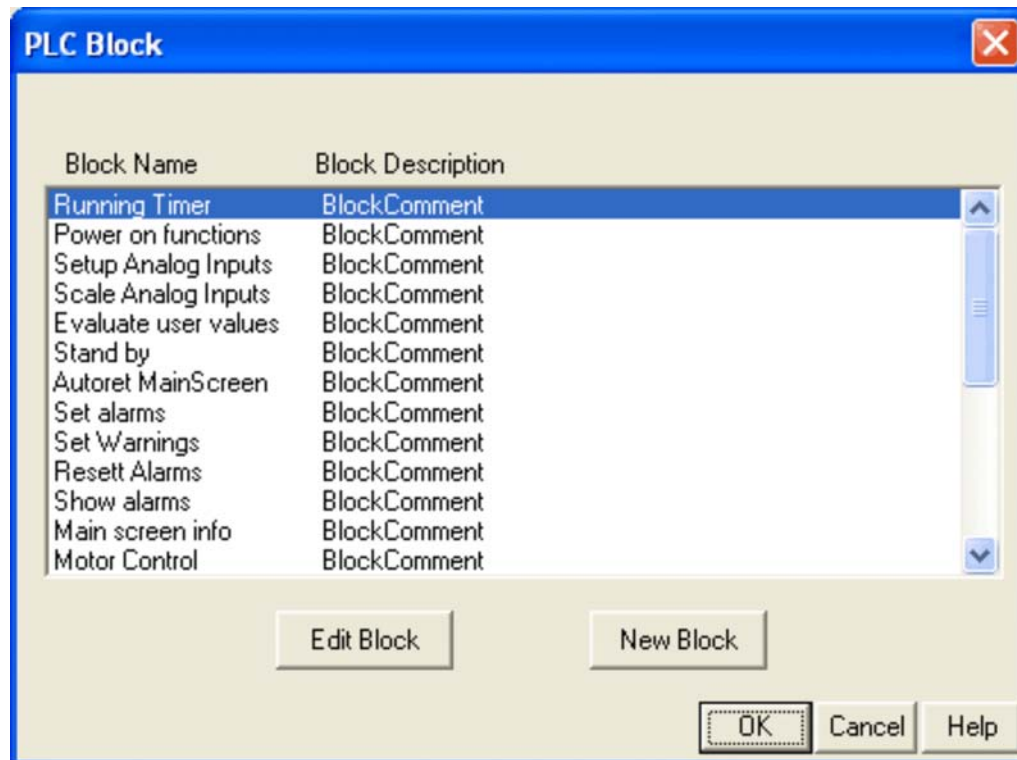 PLC Block
Block Name Block Description
Running Timer BlockComment
Power on functions BlockComment
Setup Analog Inputs BlockComment
Scale Analog Inputs BlockComment
Evaluate user values BlockComment
Stand by BlockComment
Autoret MainScreen BlockComment
Set alarms BlockComment
Set Warnings BlockComment
Resett Alarms BlockComment
Show alarms BlockComment
Main screen info BlockComment
Motor Control BlockComment
Edit Block New Block
OK Cancel Help